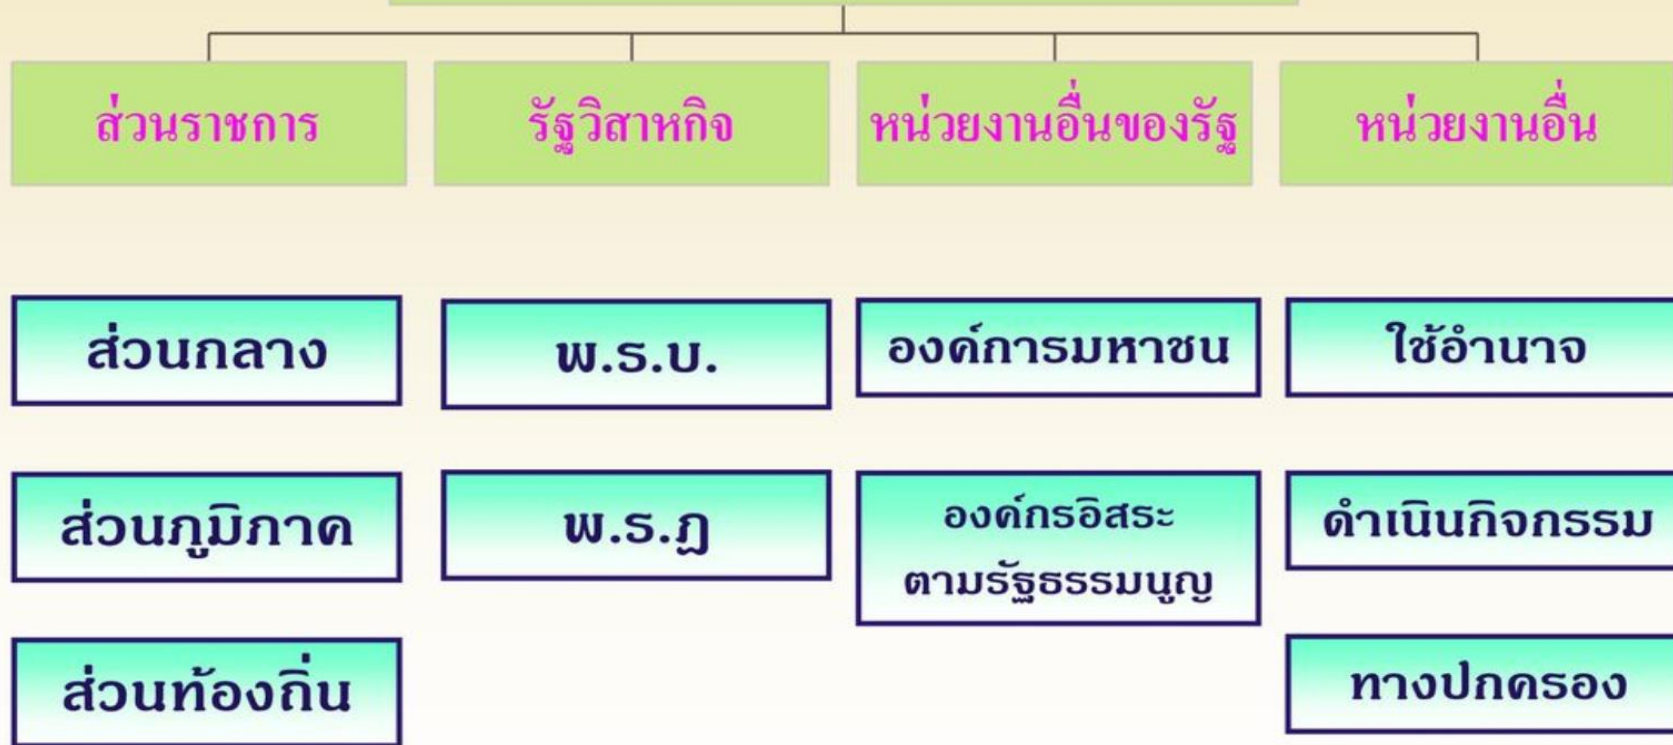 ส่วนราชการ
รัฐวิสาหกิจ
หน่วยงานอื่นของรัฐ
หน่วยงานอื่น
ส่วนกลาง
พ.ร.บ.
องค์การมหาชน
ใช้อำนาจ
ส่วนภูมิภาค
พ.ร.ฎ
องค์กรอิสระ
ตามรัฐธรรมนูญ
ดำเนินกิจกรรม
ส่วนท้องถิ่น
ทางปกครอง